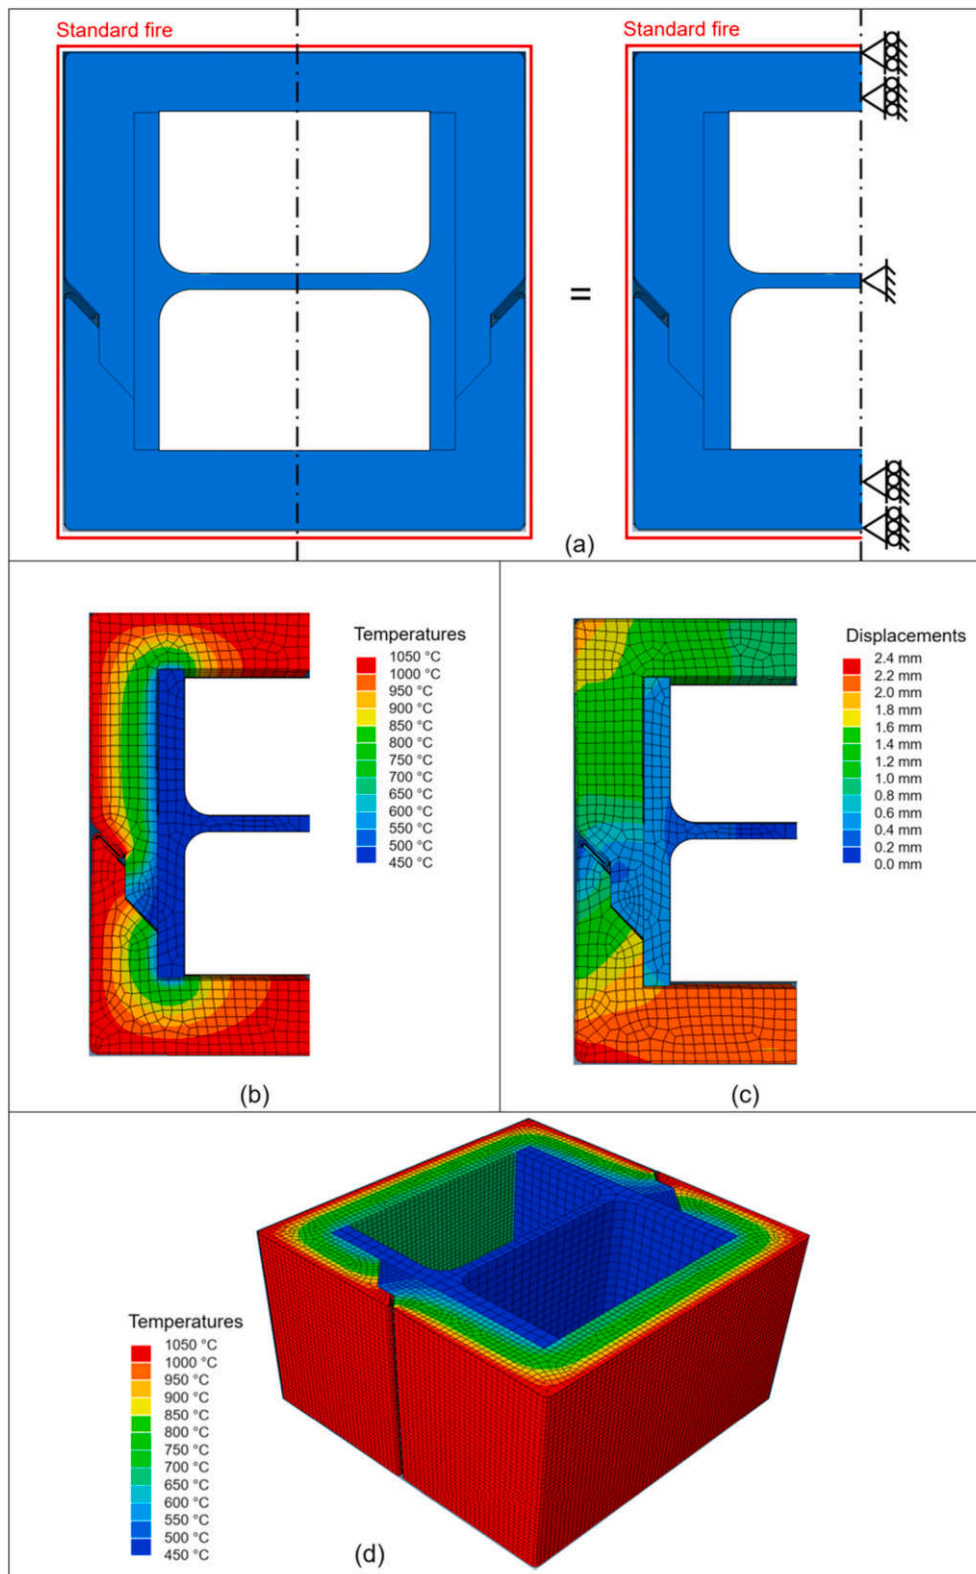 Standard fire
Standard fire
=
(a)
Temperatures
1050 °C
1000 °C
950 °C
900 °C
850 °C
800 °C
750 °C
700 °C
650 °C
600 °C
550 °C
500 °C
450 °C
(b)
Displacements
2.4 mm
2.2 mm
2.0 mm
1.8 mm
1.6 mm
1.4 mm
1.2 mm
1.0 mm
0.8 mm
0.6 mm
0.4 mm
0.2 mm
0.0 mm
(c)
Temperatures
1050 °C
1000 °C
950 °C
900 °C
850 °C
800 °C
750 °C
700 °C
650 °C
600 °C
550 °C
500 °C
450 °C
(d)